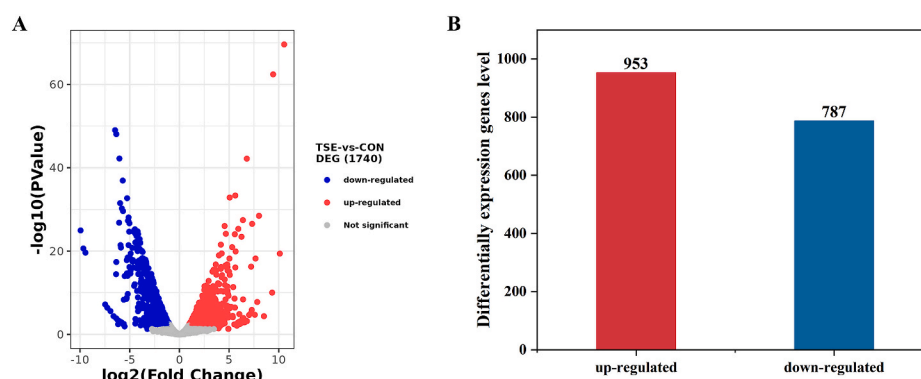 A
-log10(PValue)
60
40
20
0
-10
-5
0
5
10
log2(Fold Change)
TSE-vs-CON
DEG (1740)
down-regulated
up-regulated
Not significant
B
Differentially expression genes level
1000
800
600
400
200
0
953
787
up-regulated
down-regulated